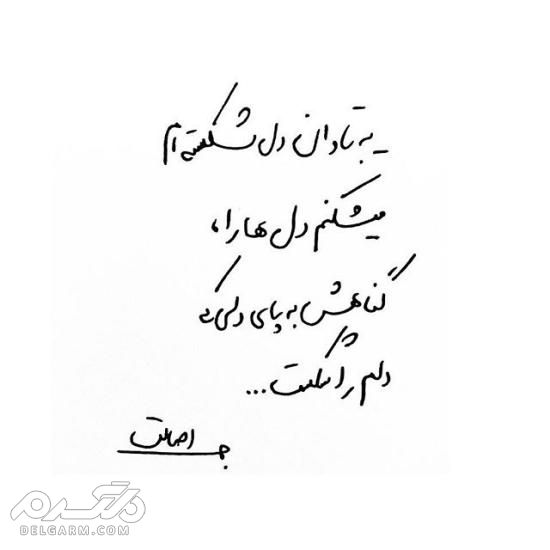 به تاوان دل شکسته‌ام
میشکنم دل ها را،
گناهش به پای دلی که
دلم را شکست...
اصالت
دلگرم
DELGARM.COM